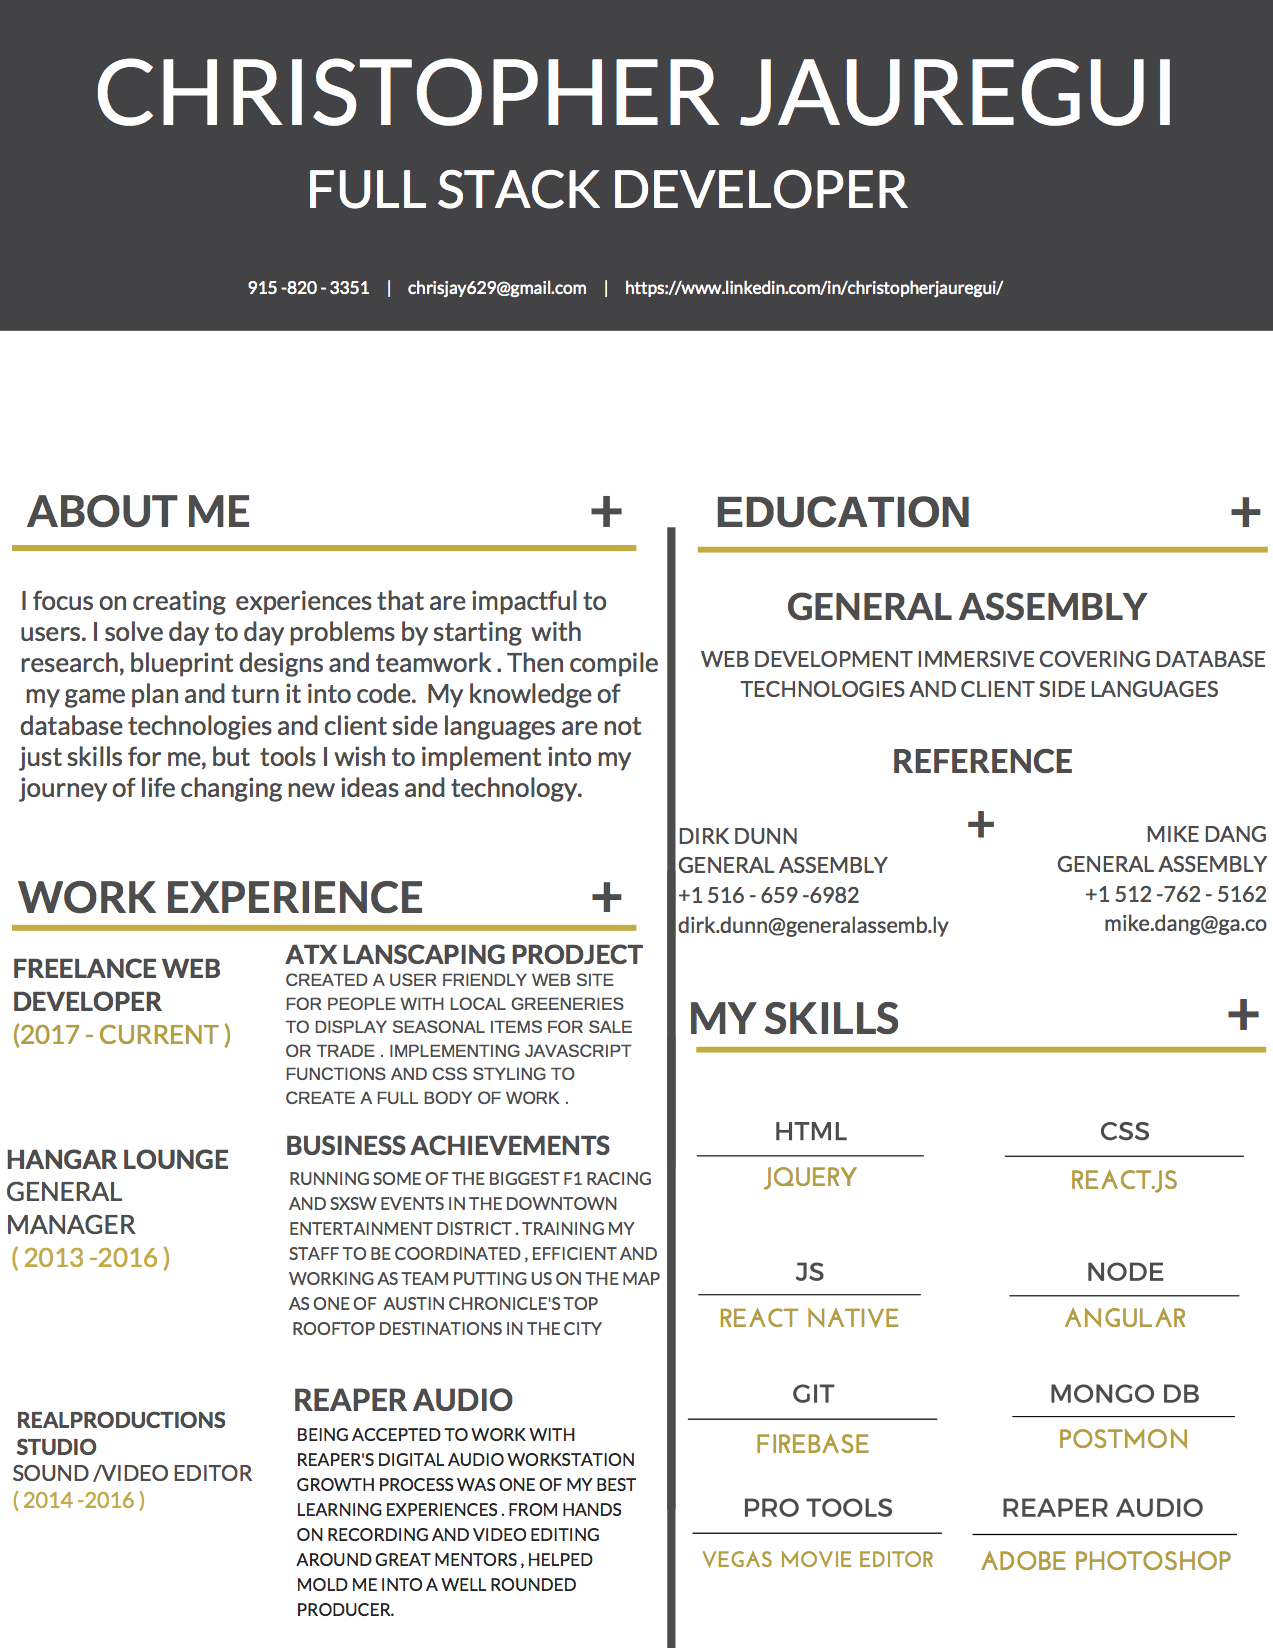 CHRISTOPHER JAUREGUI
FULL STACK DEVELOPER
915 -820 - 3351 | chrisjay629@gmail.com | https://www.linkedin.com/in/christopherjauregui/
ABOUT ME +
I focus on creating experiences that are impactful to
users. I solve day to day problems by starting with
research, blueprint designs and teamwork . Then compile
my game plan and turn it into code. My knowledge of
database technologies and client side languages are not
just skills for me, but tools I wish to implement into my
journey of life changing new ideas and technology.
WORK EXPERIENCE +
FREELANCE WEB
DEVELOPER
(2017 - CURRENT )
ATX LANSCAPING PRODJECT
CREATED A USER FRIENDLY WEB SITE
FOR PEOPLE WITH LOCAL GREENERIES
TO DISPLAY SEASONAL ITEMS FOR SALE
OR TRADE . IMPLEMENTING JAVASCRIPT
FUNCTIONS AND CSS STYLING TO
CREATE A FULL BODY OF WORK .
HANGAR LOUNGE
GENERAL
MANAGER
( 2013 -2016 )
BUSINESS ACHIEVEMENTS
RUNNING SOME OF THE BIGGEST F1 RACING
AND SXSW EVENTS IN THE DOWNTOWN
ENTERTAINMENT DISTRICT . TRAINING MY
STAFF TO BE COORDINATED , EFFICIENT AND
WORKING AS TEAM PUTTING US ON THE MAP
AS ONE OF AUSTIN CHRONICLE'S TOP
ROOFTOP DESTINATIONS IN THE CITY
REALPRODUCTIONS
STUDIO
SOUND /VIDEO EDITOR
( 2014 -2016 )
REAPER AUDIO
BEING ACCEPTED TO WORK WITH
REAPER'S DIGITAL AUDIO WORKSTATION
GROWTH PROCESS WAS ONE OF MY BEST
LEARNING EXPERIENCES . FROM HANDS
ON RECORDING AND VIDEO EDITING
AROUND GREAT MENTORS , HELPED
MOLD ME INTO A WELL ROUNDED
PRODUCER.
EDUCATION +
GENERAL ASSEMBLY
WEB DEVELOPMENT IMMERSIVE COVERING DATABASE
TECHNOLOGIES AND CLIENT SIDE LANGUAGES
REFERENCE
+
DIRK DUNN
GENERAL ASSEMBLY
+1 516 - 659 -6982
dirk.dunn@generalassemb.ly
MIKE DANG
GENERAL ASSEMBLY
+1 512 -762 - 5162
mike.dang@ga.co
MY SKILLS +
HTML
JQUERY
CSS
REACT.JS
JS
REACT NATIVE
NODE
ANGULAR
GIT
FIREBASE
MONGO DB
POSTMON
PRO TOOLS
VEGAS MOVIE EDITOR
REAPER AUDIO
ADOBE PHOTOSHOP